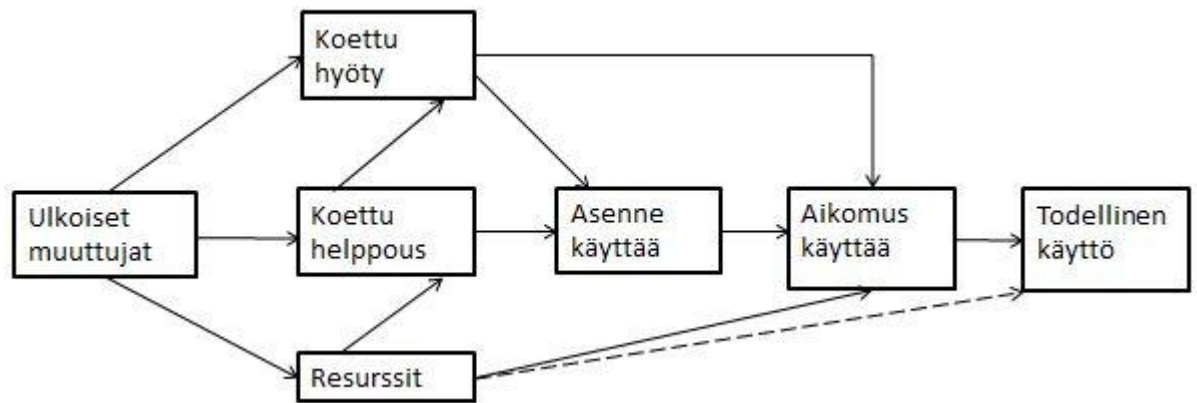 Koettu
hyöty
Ulkoiset
muuttujat
Koettu
helppous
Asenne
käyttää
Aikomus
käyttää
Todellinen
käyttö
Resurssit